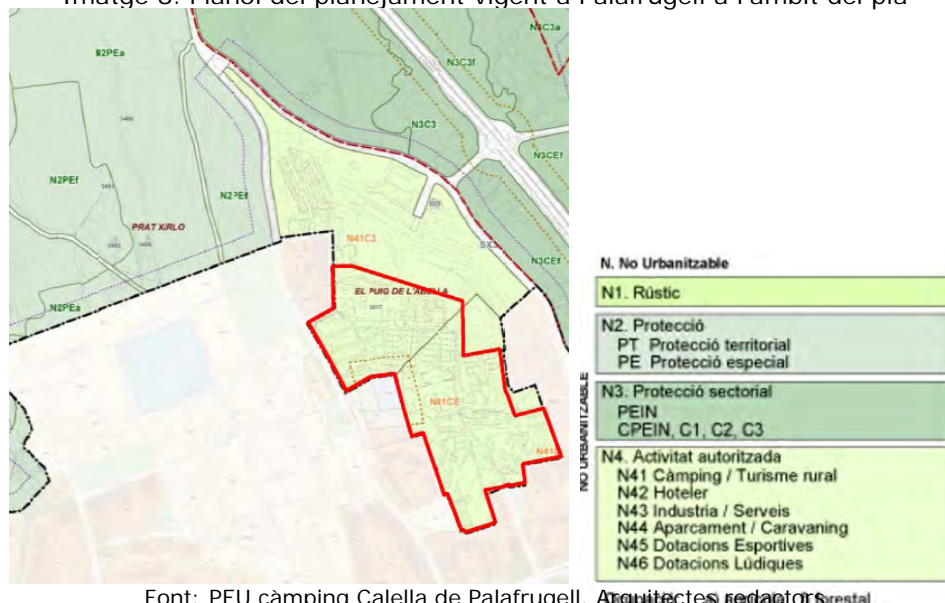 Imatge 3. Plànol del planejament vigent a Palafrugell a l'àmbit del pla
N2PEa
N3C3a
N3C3f
N3C3
N3CEf
N2PEf
N2PEf
PRAT XIRLO
N41C3
SX3
N3CEf
EL PUIG DE L'ABELLA
N2PEa
N41CE
N. No Urbanitzable
N1. Rústic
N2. Protecció
PT Protecció territorial
PE Protecció especial
NO URBANITZABLE
N3. Protecció sectorial
PEIN
CPEIN, C1, C2, C3
N4. Activitat autoritzada
N41 Càmping / Turisme rural
N42 Hoteler
N43 Industria / Serveis
N44 Aparcament / Caravaning
N45 Dotacions Esportives
N46 Dotacions Lúdiques
Font: PEU càmping Calella de Palafrugell. Arquitectes redactors